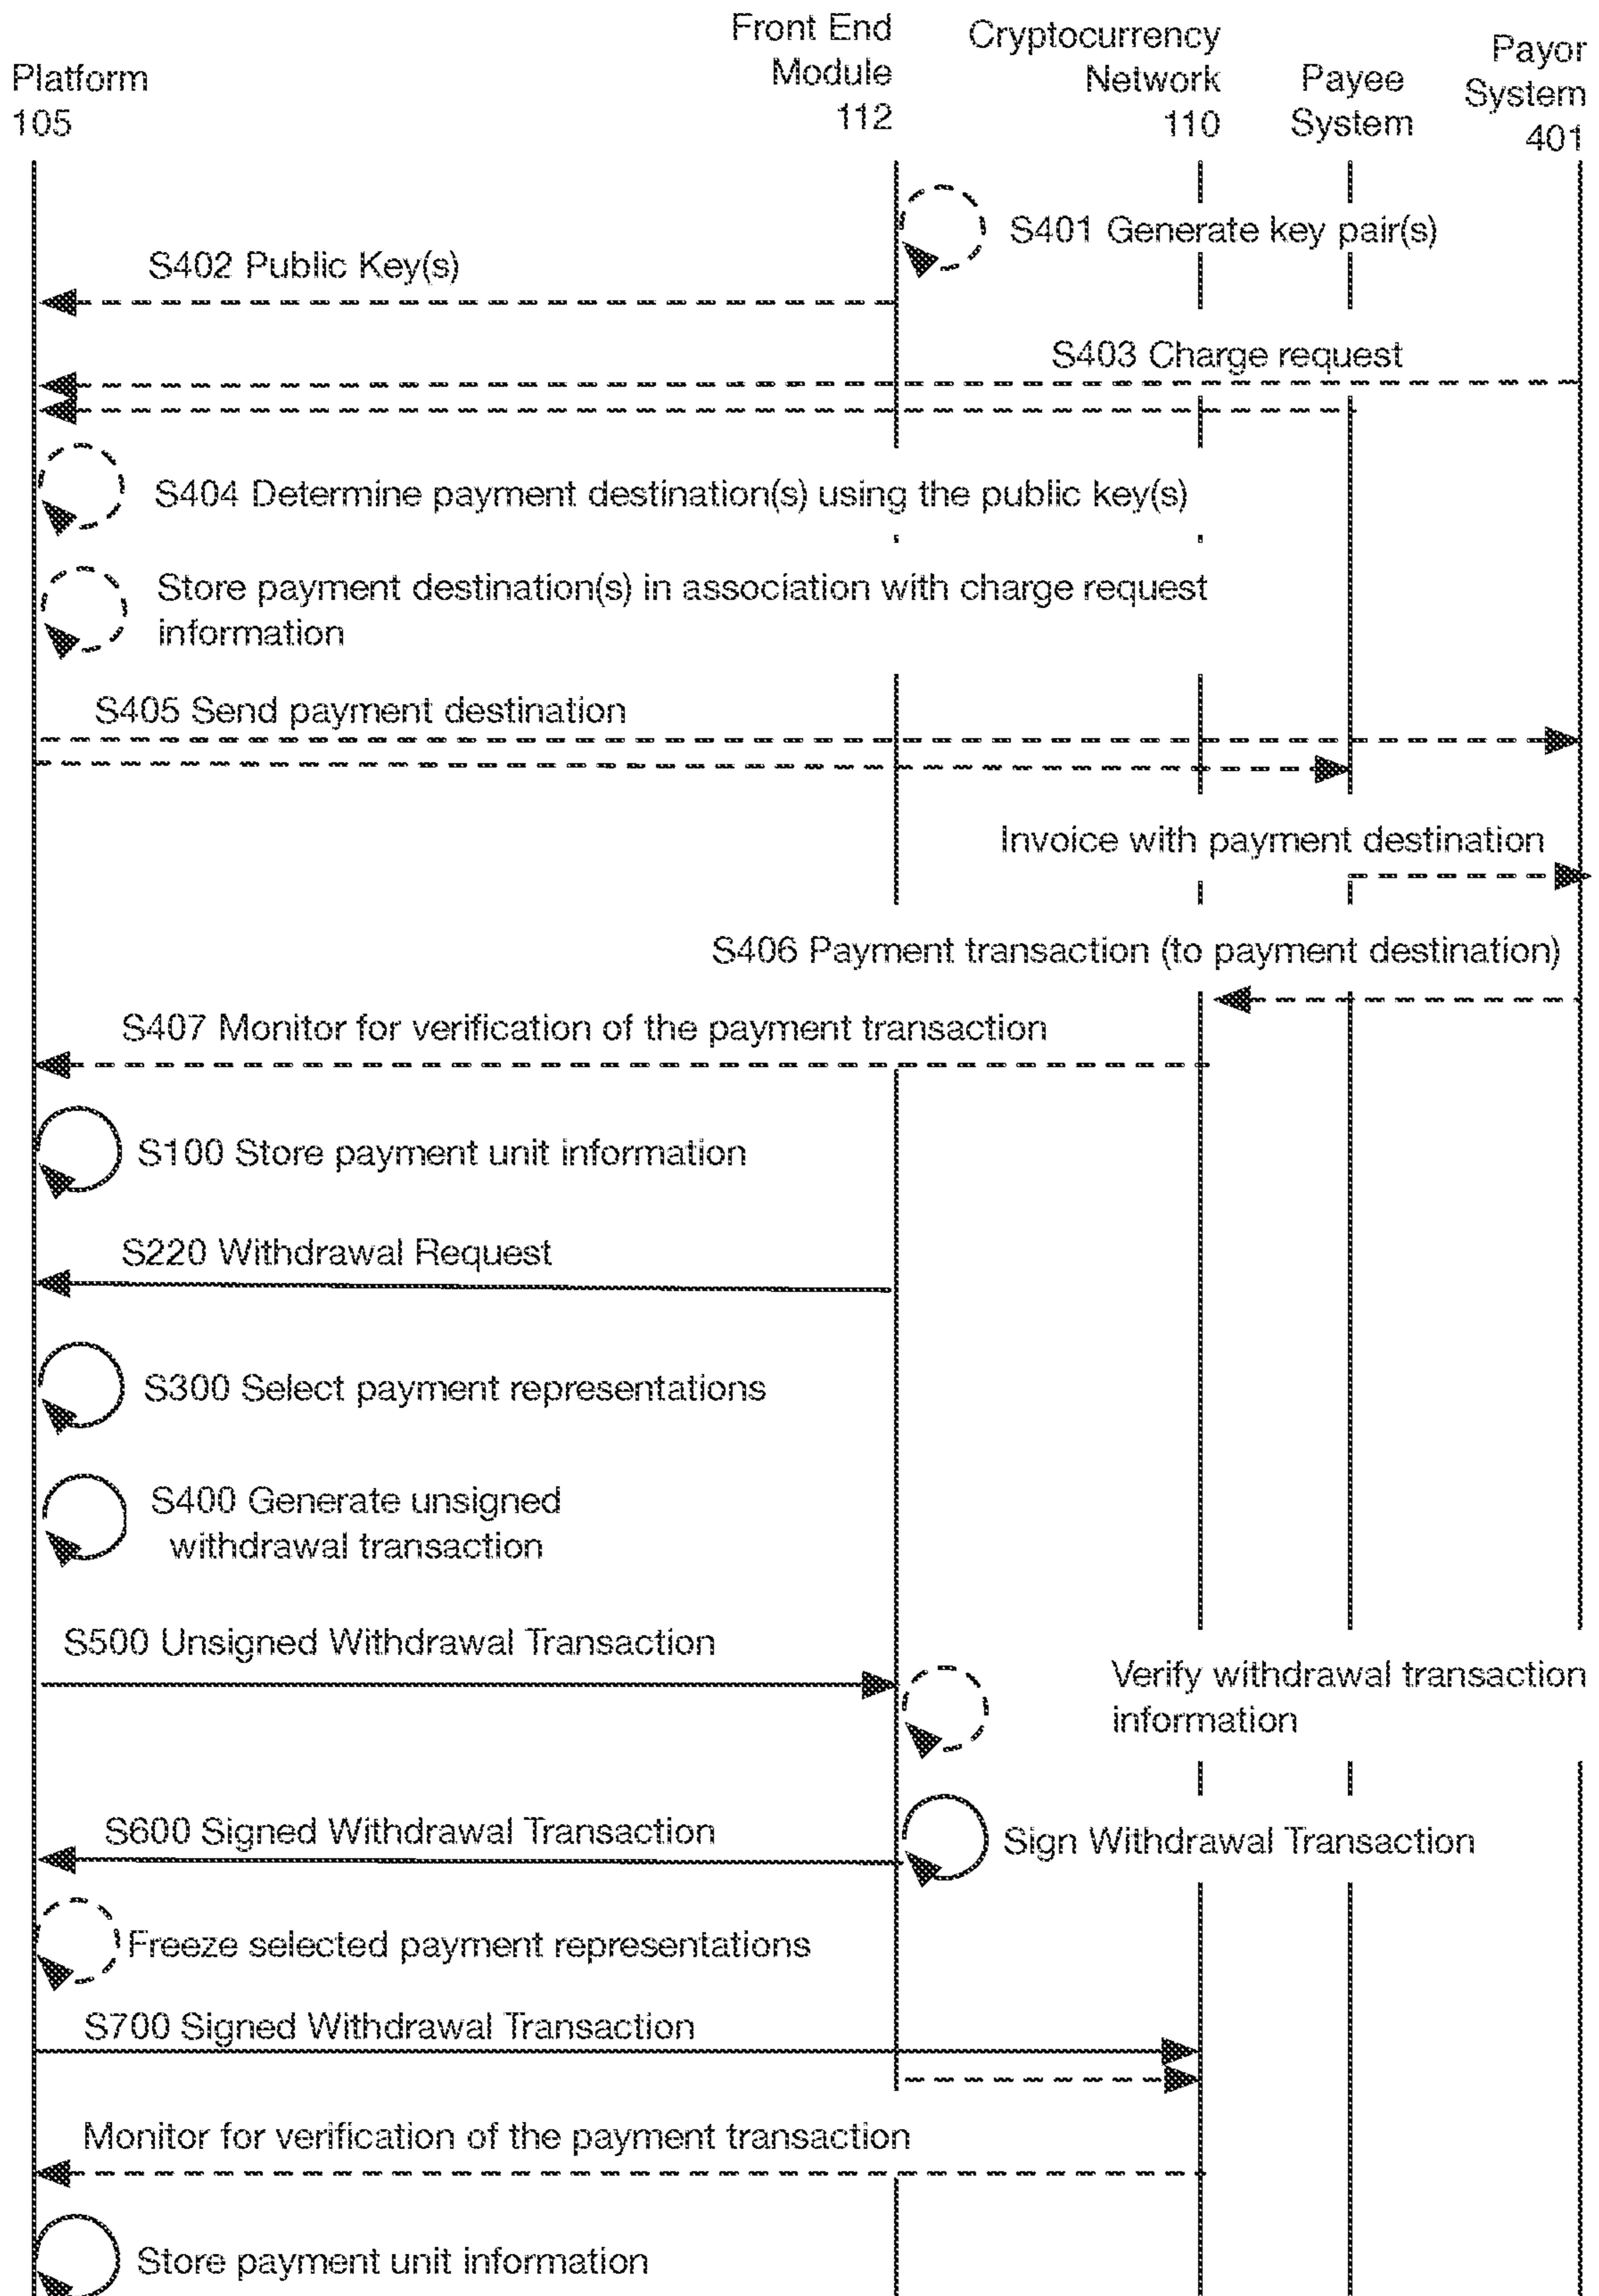 Platform
105
Front End
Module
112
Cryptocurrency
Network
110
Payee
System
Payor
System
401
S401 Generate key pair(s)
S402 Public Key(s)
S403 Charge request
S404 Determine payment destination(s) using the public key(s)
Store payment destination(s) in association with charge request
information
S405 Send payment destination
Invoice with payment destination
S406 Payment transaction (to payment destination)
S407 Monitor for verification of the payment transaction
S100 Store payment unit information
S220 Withdrawal Request
S300 Select payment representations
S400 Generate unsigned
withdrawal transaction
S500 Unsigned Withdrawal Transaction
Verify withdrawal transaction
information
S600 Signed Withdrawal Transaction
Sign Withdrawal Transaction
Freeze selected payment representations
S700 Signed Withdrawal Transaction
Monitor for verification of the payment transaction
Store payment unit information